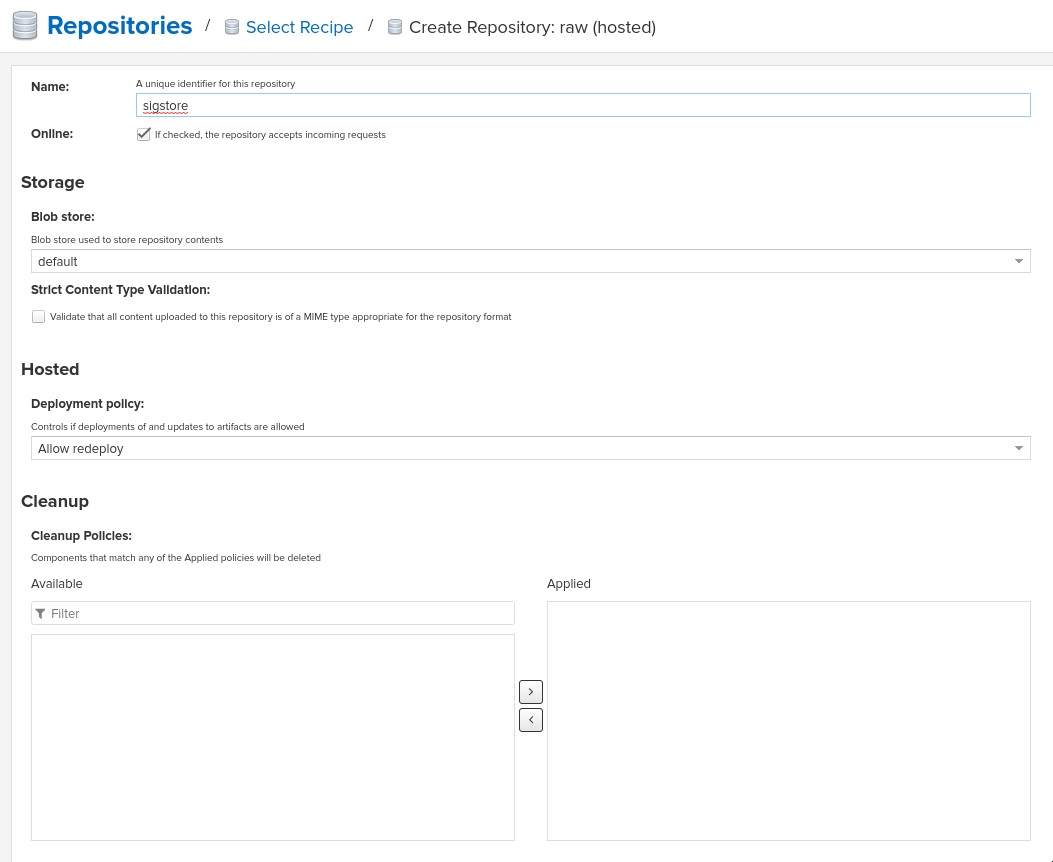 Repositories / Select Recipe / Create Repository: raw (hosted)
Name:
A unique identifier for this repository
sigstore
Online:
If checked, the repository accepts incoming requests
Storage
Blob store:
Blob store used to store repository contents
default
Strict Content Type Validation:
Validate that all content uploaded to this repository is of a MIME type appropriate for the repository format
Hosted
Deployment policy:
Controls if deployments of and updates to artifacts are allowed
Allow redeploy
Cleanup
Cleanup Policies:
Components that match any of the Applied policies will be deleted
Available
Applied
Filter
>
<